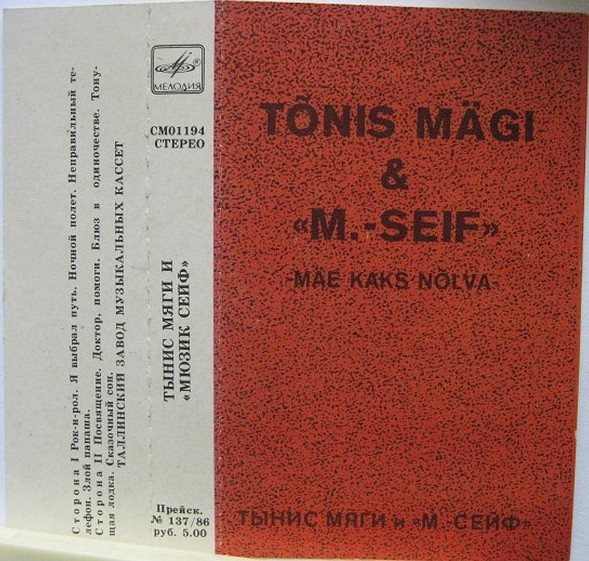 Сторона I Рок-н-рол. Я выбрал путь. Ночной полет. Неправильный те-
лефон. Злой папаша.
Сторона II Посвящение. Доктор, помоги. Блюз в одиночестве. Тону-
щая лодка. Сказочный сон.
ТАЛЛИНСКИЙ ЗАВОД МУЗЫКАЛЬНЫХ КАССЕТ
МЕЛОДИЯ
СМ01194
СТЕРЕО
ТЫНИС МЯГИ И
«МЮЗИК СЕЙФ»
Прейск.
№ 137/86
руб. 5.00
TÕNIS MÄGI
&
«M.-SEIF»
-MÄE KAKS NÕLVA-
ТЫНИС МЯГИ и «М.-СЕЙФ»